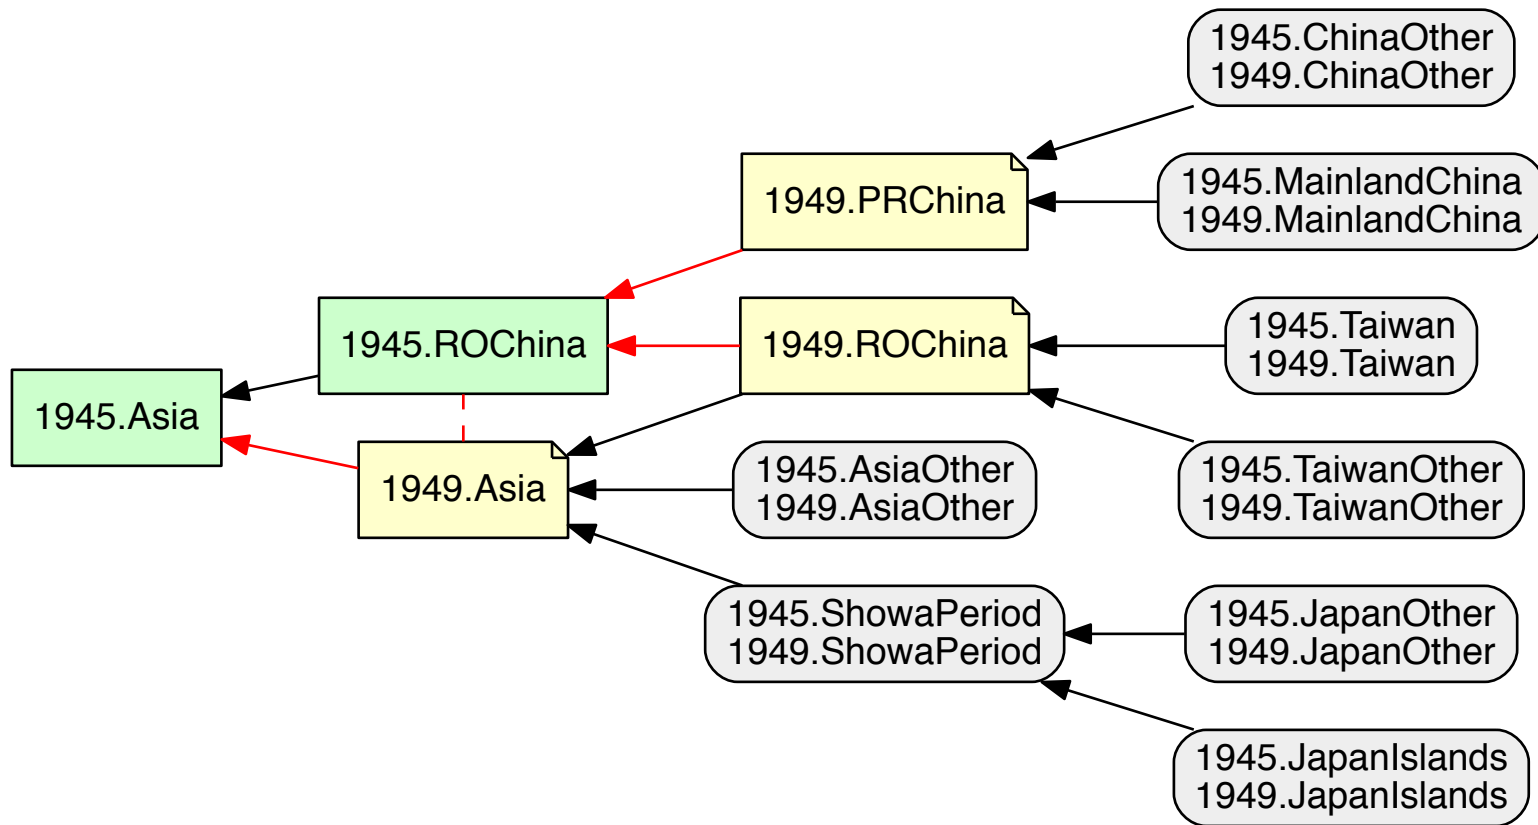 1945.ChinaOther
1949.ChinaOther
1949.PRChina
1945.MainlandChina
1949.MainlandChina
1945.ROChina
1949.ROChina
1945.Taiwan
1949.Taiwan
1945.Asia
1949.Asia
1945.AsiaOther
1949.AsiaOther
1945.TaiwanOther
1949.TaiwanOther
1945.ShowaPeriod
1949.ShowaPeriod
1945.JapanOther
1949.JapanOther
1945.JapanIslands
1949.JapanIslands